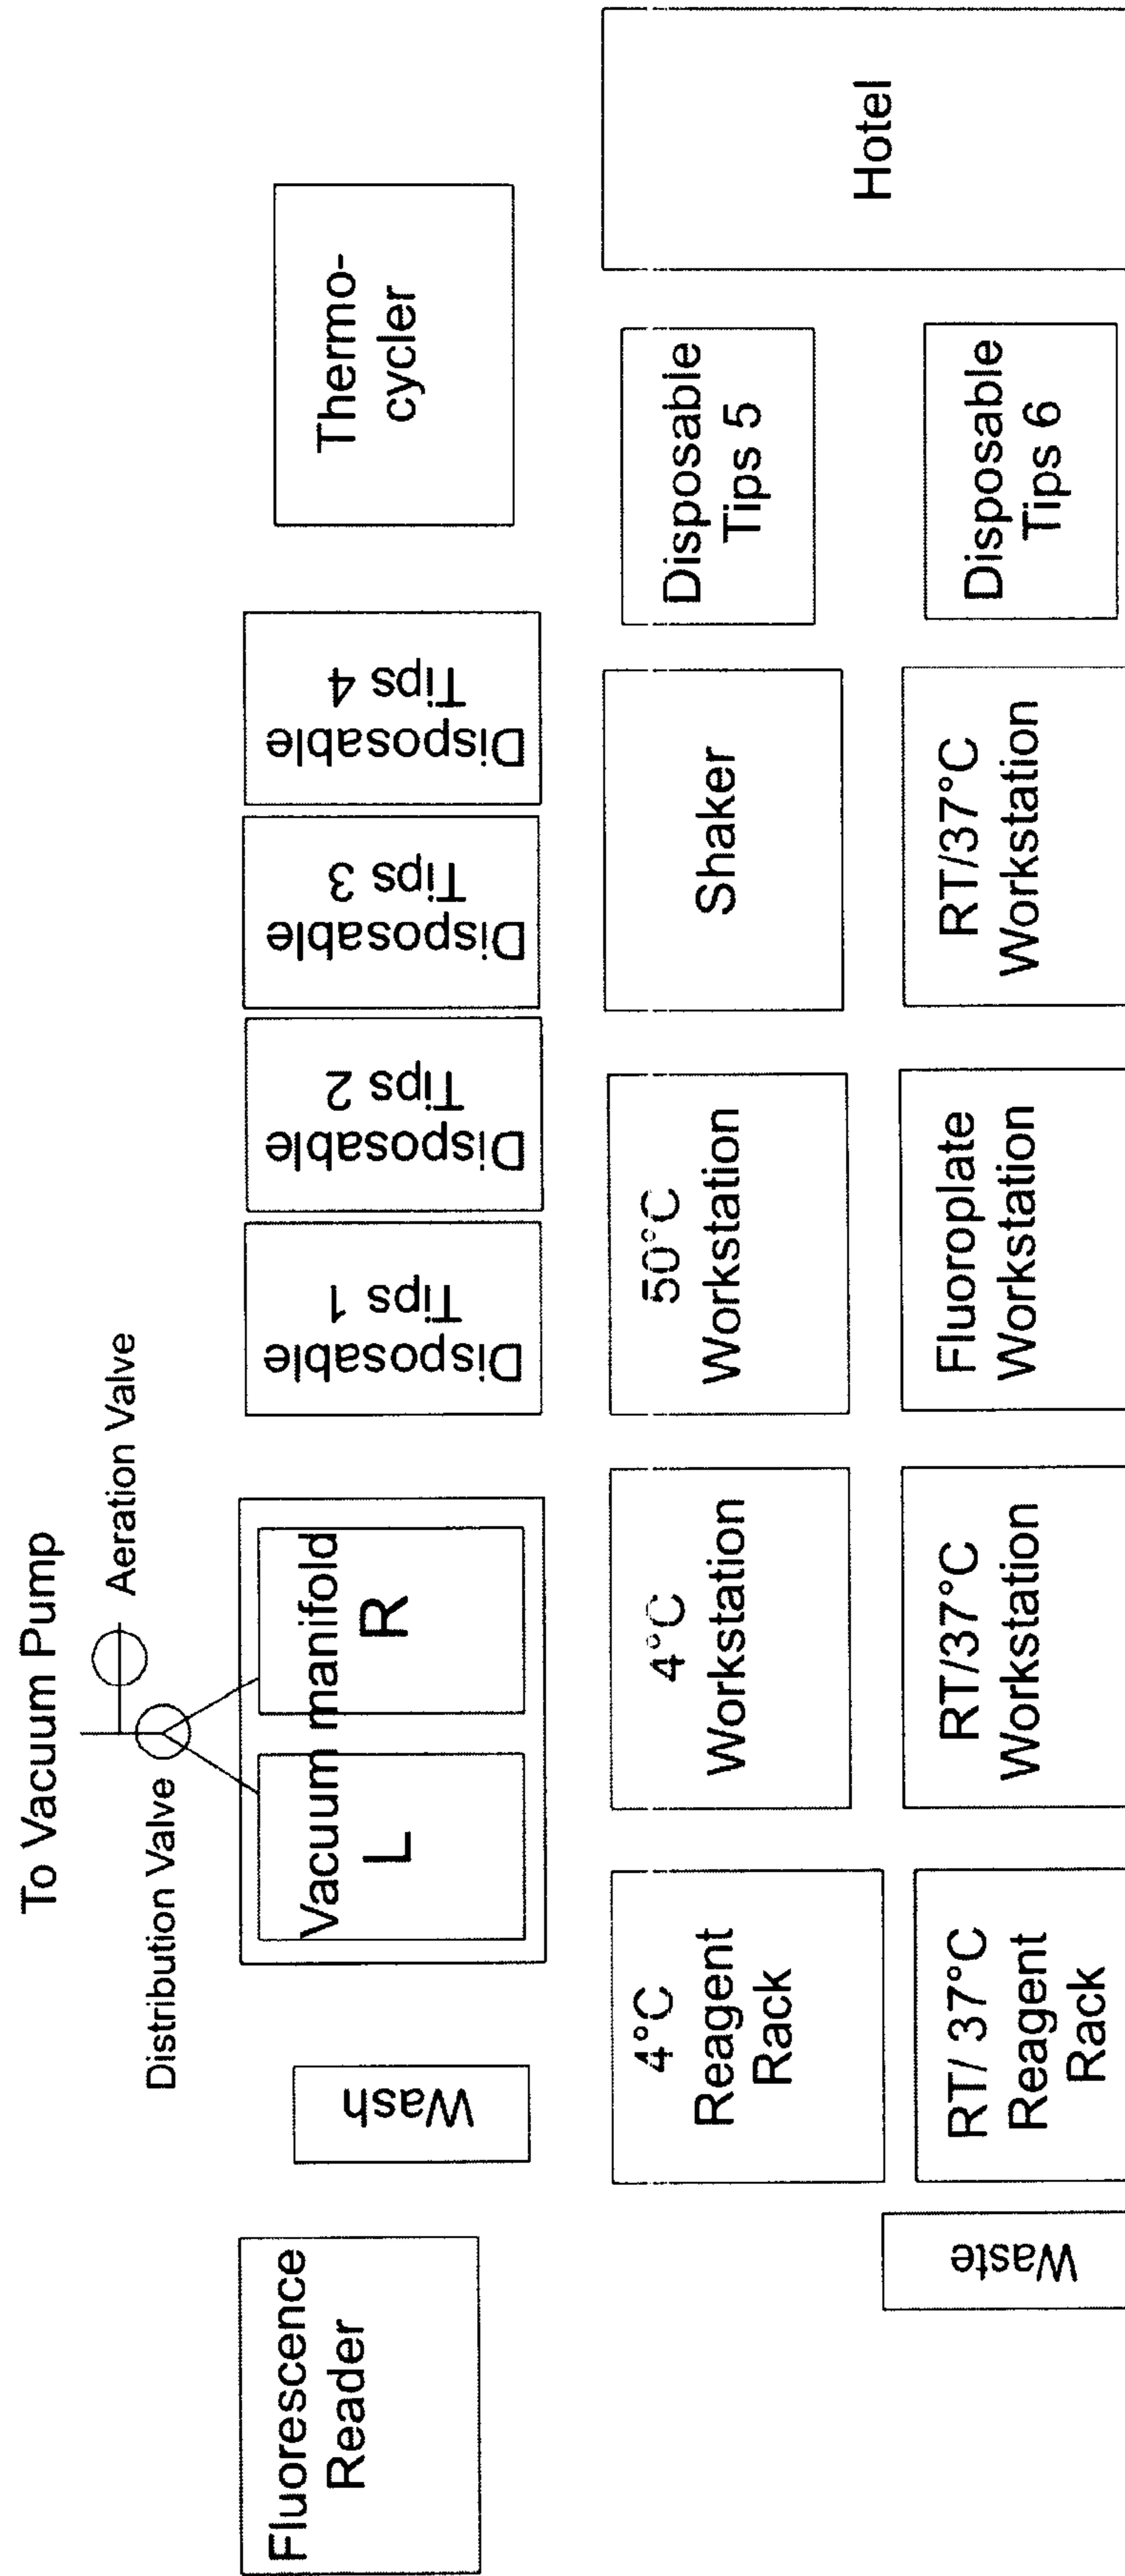 To Vacuum Pump
Aeration Valve
Distribution Valve
Fluorescence
Reader
Wash
Vacuum manifold
L
R
Disposable
Tips 1
Disposable
Tips 2
Disposable
Tips 3
Disposable
Tips 4
Thermo-
cycler
4°C
Reagent
Rack
4°C
Workstation
50°C
Workstation
Shaker
Disposable
Tips 5
Hotel
Waste
RT/ 37°C
Reagent
Rack
RT/37°C
Workstation
Fluoroplate
Workstation
RT/37°C
Workstation
Disposable
Tips 6